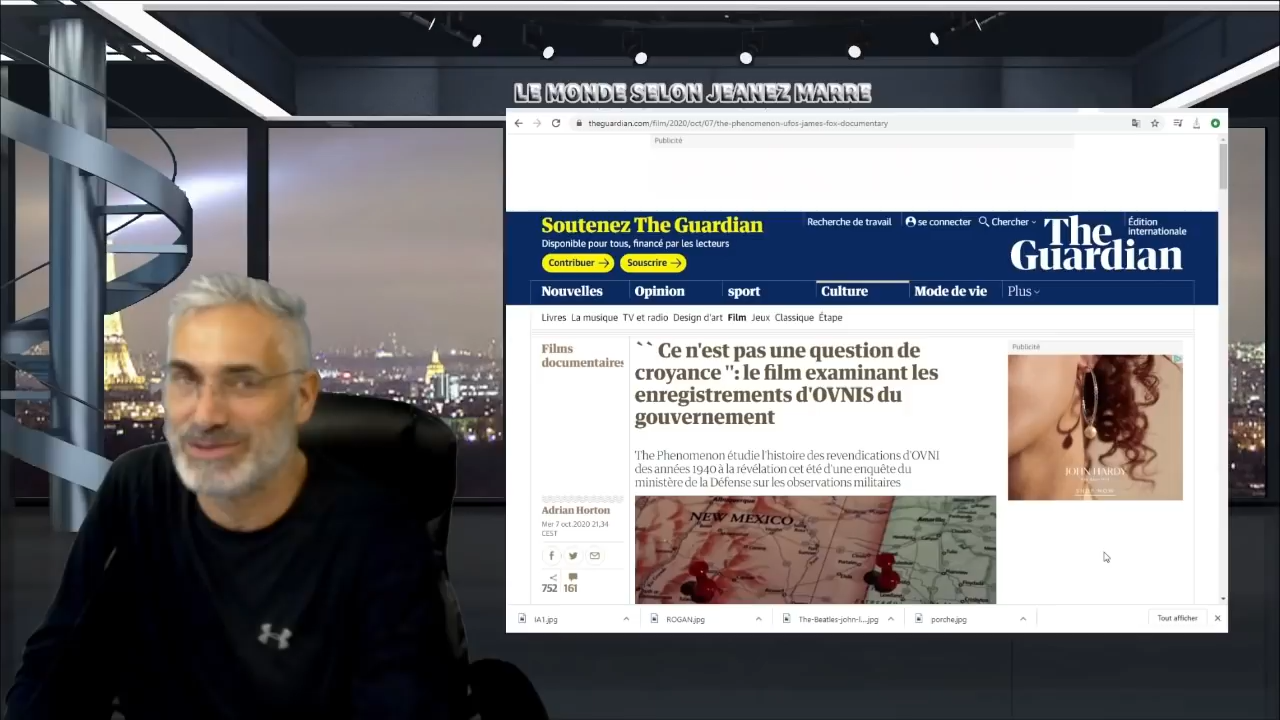 LE MONDE SELON JEANEZ MARRE
theguardian.com/film/2020/oct/07/the-phenomenon-ufos-james-fox-documentary
Publicité
Soutenez The Guardian
Disponible pour tous, financé par les lecteurs
Contribuer →
Souscrire →
Recherche de travail
se connecter
Chercher
The
Guardian
Édition
internationale
Nouvelles
Opinion
sport
Culture
Mode de vie
Plus
Livres La musique TV et radio Design d'art Film Jeux Classique Étape
Films
documentaires
`` Ce n'est pas une question de
croyance '': le film examinant les
enregistrements d'OVNIS du
gouvernement
The Phenomenon étudie l'histoire des revendications d'OVNI
des années 1940 à la révélation cet été d'une enquête du
ministère de la Défense sur les observations militaires
Adrian Horton
Mer 7 oct.2020 21,34
CEST
752 161
NEW MEXICO
Amarillo
Publicité
JOHN HARDY
SHOP NOW
IA1.jpg
ROGAN.jpg
The-Beatles-john-l....jpg
porche.jpg
Tout afficher